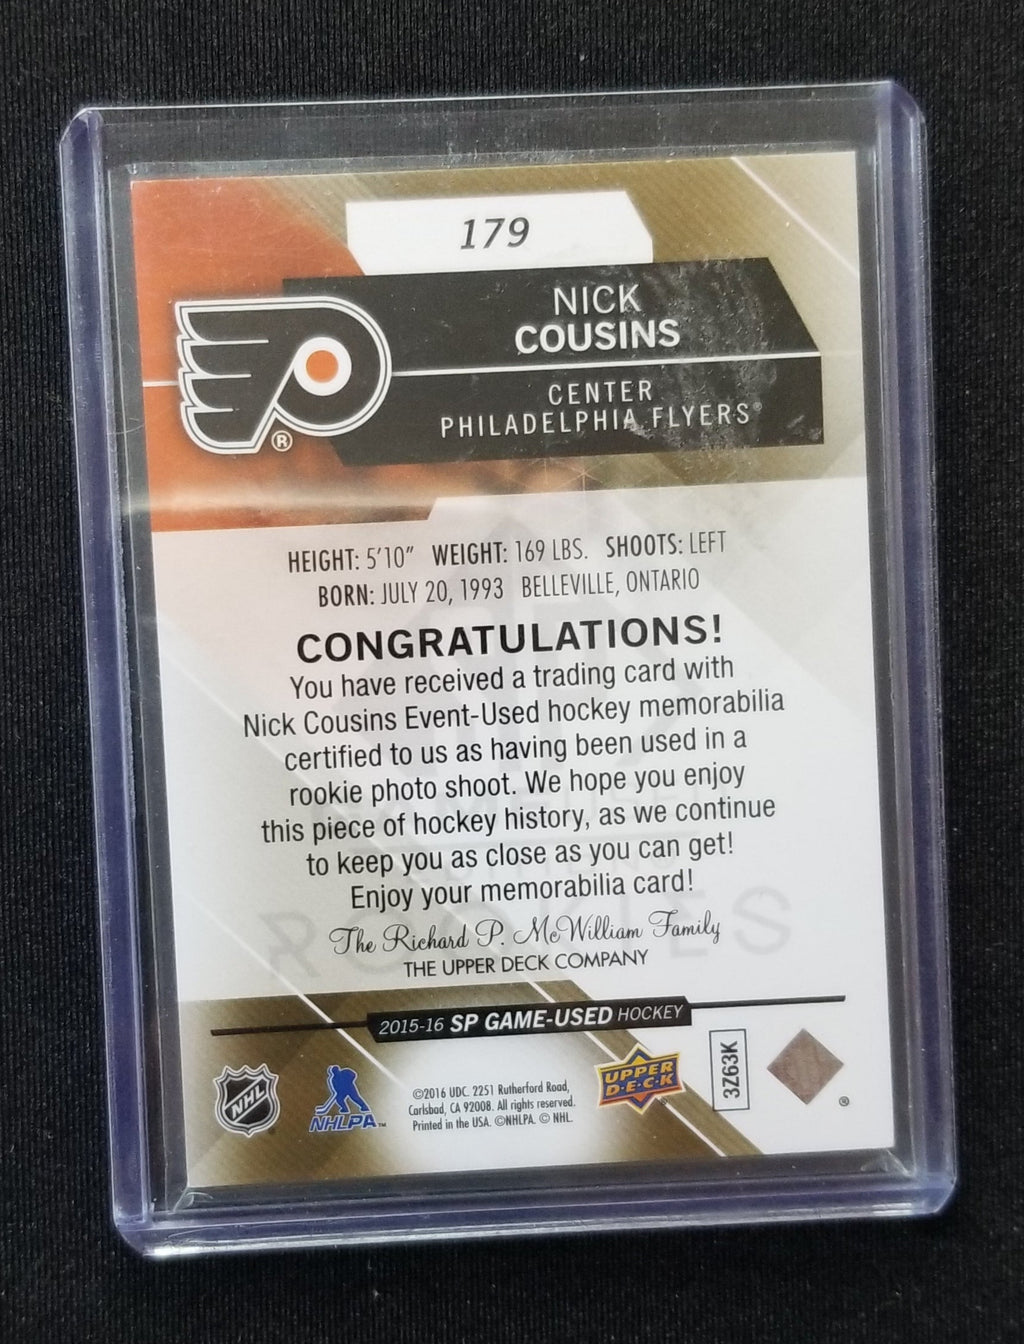 179
NICK
COUSINS
CENTER
PHILADELPHIA FLYERS®
®
HEIGHT: 5'10" WEIGHT: 169 LBS. SHOOTS: LEFT
BORN: JULY 20, 1993 BELLEVILLE, ONTARIO
CONGRATULATIONS!
You have received a trading card with
Nick Cousins Event-Used hockey memorabilia
certified to us as having been used in a
rookie photo shoot. We hope you enjoy
this piece of hockey history, as we continue
to keep you as close as you can get!
Enjoy your memorabilia card!
ROOKIES
The Richard P. McWilliam Family
THE UPPER DECK COMPANY
2015-16 SP GAME-USED HOCKEY
NHL
NHLPA™
©2016 UDC. 2251 Rutherford Road,
Carlsbad, CA 92008. All rights reserved.
Printed in the USA. ©NHLPA. © NHL.
UPPER
D·E·C·K
3Z63K
®